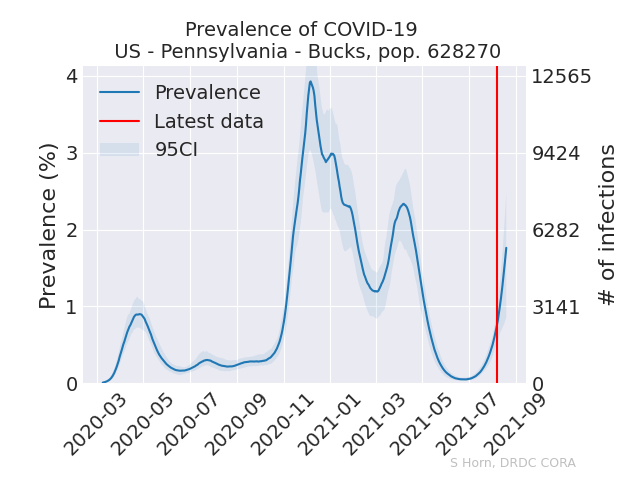 Prevalence of COVID-19
US - Pennsylvania - Bucks, pop. 628270
Prevalence
Latest data
95CI
Prevalence (%)
4
3
2
1
0
# of infections
12565
9424
6282
3141
0
2020-03
2020-05
2020-07
2020-09
2020-11
2021-01
2021-03
2021-05
2021-07
2021-09
S Horn, DRDC CORA